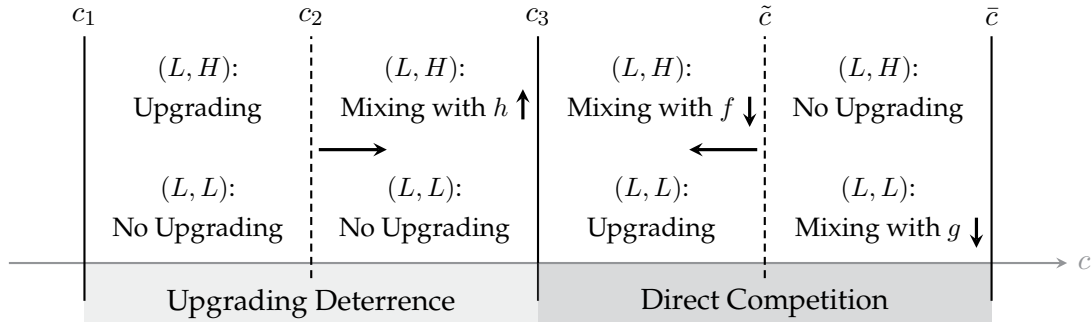 c₁ c₂ c₃ c̃ c̄
(L, H): (L, H): (L, H): (L, H):
Upgrading Mixing with h Mixing with f No Upgrading
(L, L): (L, L): (L, L): (L, L):
No Upgrading No Upgrading Upgrading Mixing with g
c
Upgrading Deterrence Direct Competition